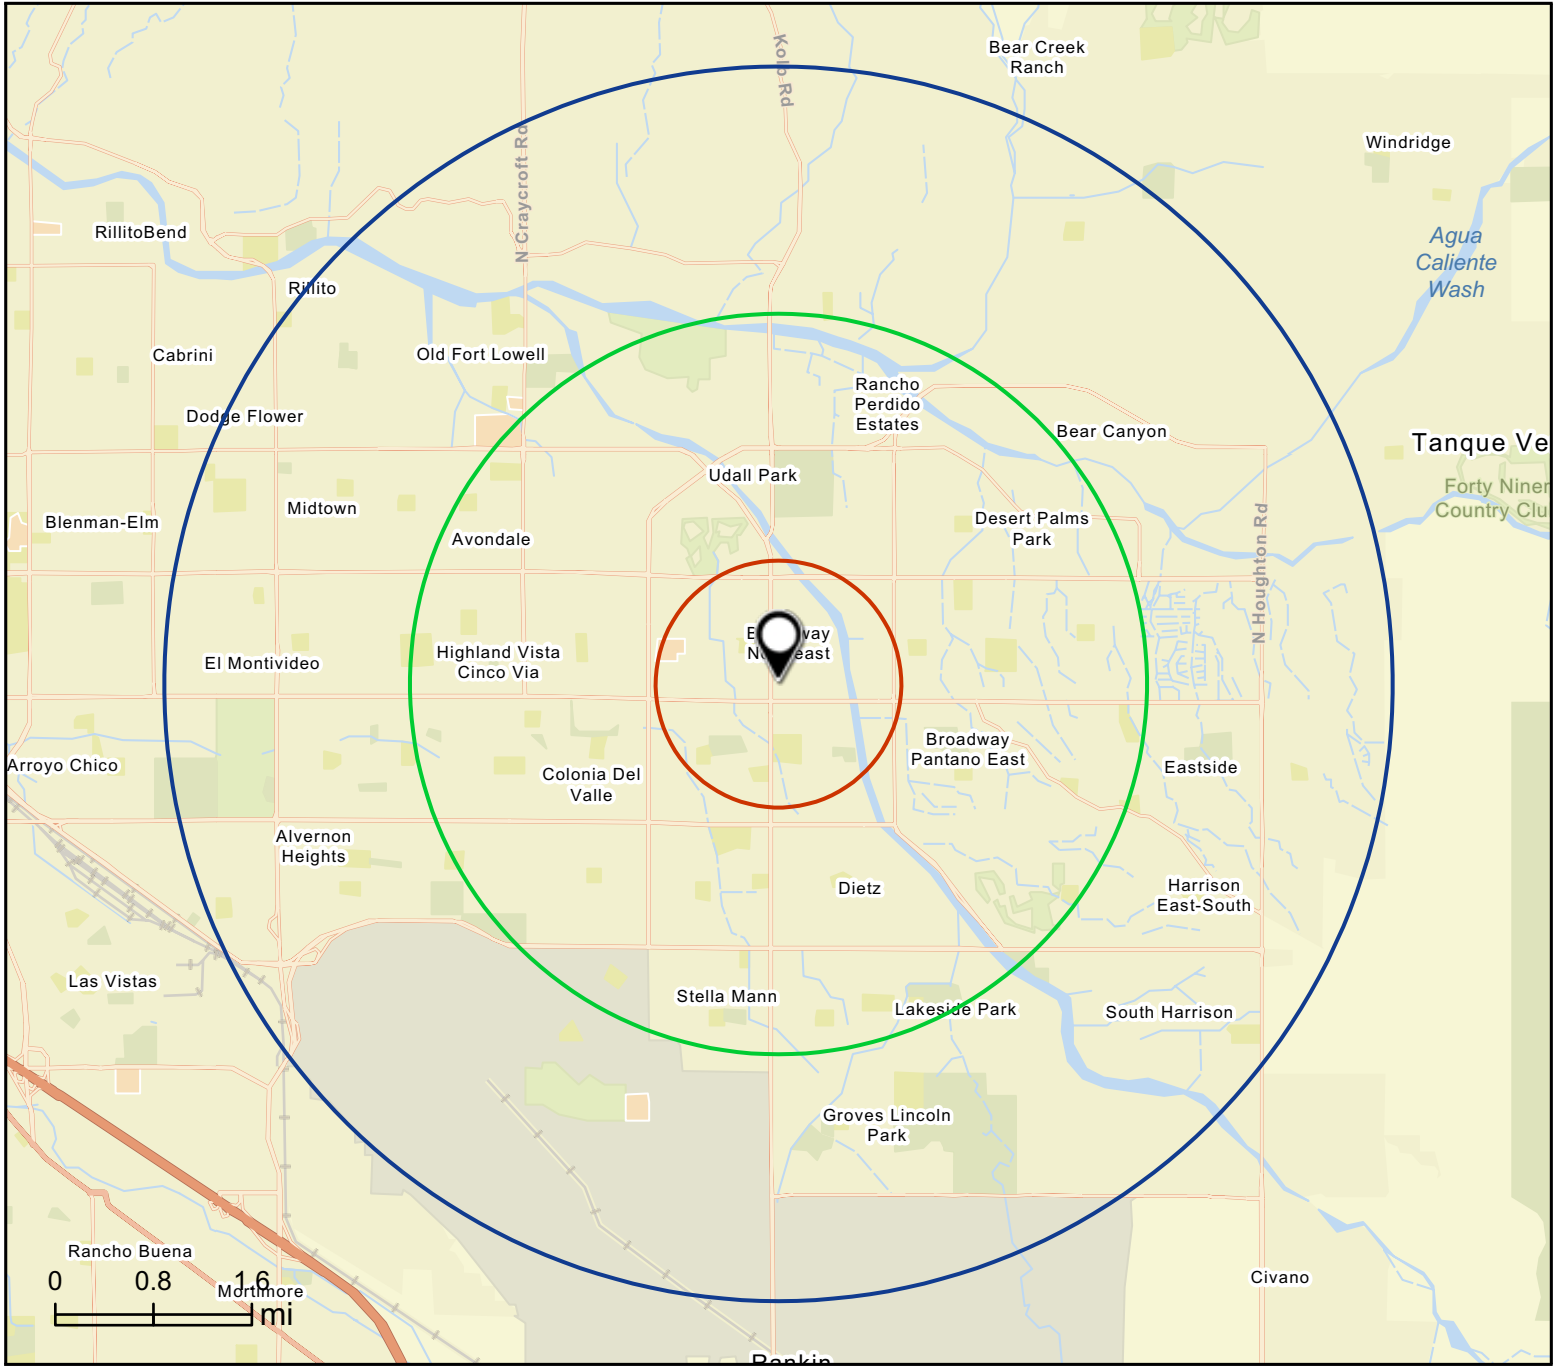 Bear Creek
Ranch
Kolb Rd
Windridge
N Craycroft Rd
RillitoBend
Agua
Caliente
Wash
Rillito
Cabrini
Old Fort Lowell
Rancho
Perdido
Estates
Dodge Flower
Bear Canyon
Tanque Ve
Udall Park
Forty Niner
Country Clu
Midtown
Blenman-Elm
Desert Palms
Park
Avondale
N Houghton Rd
Highland Vista
Cinco Via
El Montivideo
Broadway
Pantano East
Arroyo Chico
Eastside
Colonia Del
Valle
Alvernon
Heights
Dietz
Harrison
East-South
Las Vistas
Stella Mann
Lakeside Park
South Harrison
Groves Lincoln
Park
Rancho Buena
Civano
0 0.8 1.6
Mortimore
mi
Rankin